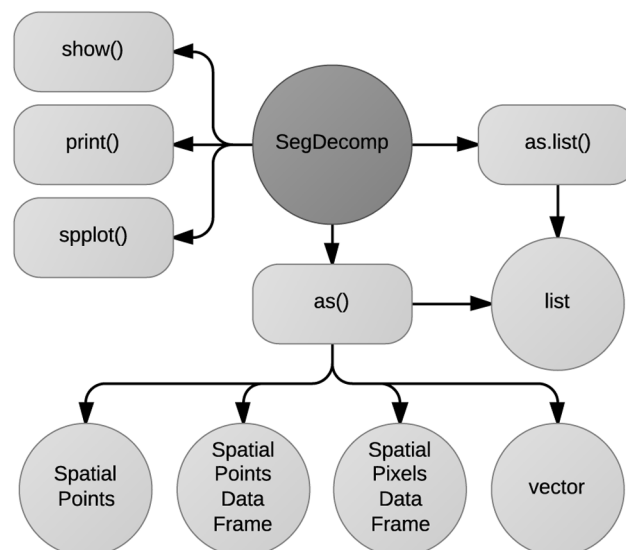 show()
print()
spplot()
SegDecomp
as.list()
as()
list
Spatial
Points
Spatial
Points
Data
Frame
Spatial
Pixels
Data
Frame
vector